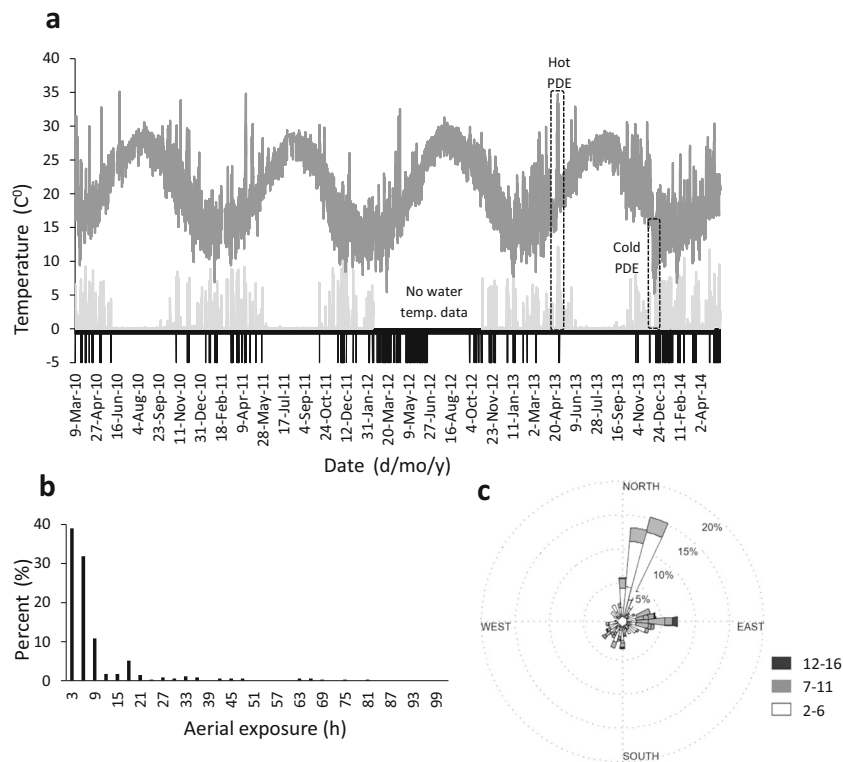 a
Temperature (C⁰)
40
35
30
25
20
15
10
5
0
-5
Hot
PDE
Cold
PDE
No water
temp. data
9-Mar-10
27-Apr-10
16-Jun-10
4-Aug-10
23-Sep-10
11-Nov-10
31-Dec-10
18-Feb-11
9-Apr-11
28-May-11
17-Jul-11
4-Sep-11
24-Oct-11
12-Dec-11
31-Jan-12
20-Mar-12
9-May-12
27-Jun-12
16-Aug-12
4-Oct-12
23-Nov-12
11-Jan-13
2-Mar-13
20-Apr-13
9-Jun-13
28-Jul-13
16-Sep-13
4-Nov-13
24-Dec-13
11-Feb-14
2-Apr-14
Date (d/mo/y)
b
Percent (%)
40
30
20
10
0
3
9
15
21
27
33
39
45
51
57
63
69
75
81
87
93
99
Aerial exposure (h)
c
NORTH
20%
15%
10%
5%
WEST
EAST
SOUTH
12-16
7-11
2-6